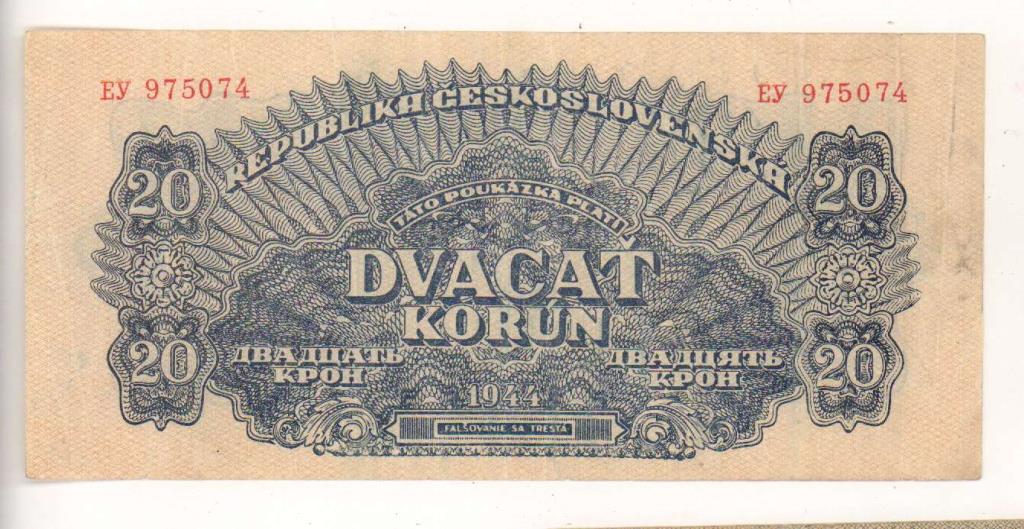 ЕУ 975074
ЕУ 975074
REPUBLIKA ČESKOSLOVENSKÁ
20
20
TÁTO POUKÁZKA PLATÍ
DVACAŤ
KORÚN
20
20
ДВАДЦАТЬ
КРОН
ДВАДЦЯТЬ
КРОН
1944
FALŠOVANIE SA TRESTÁ